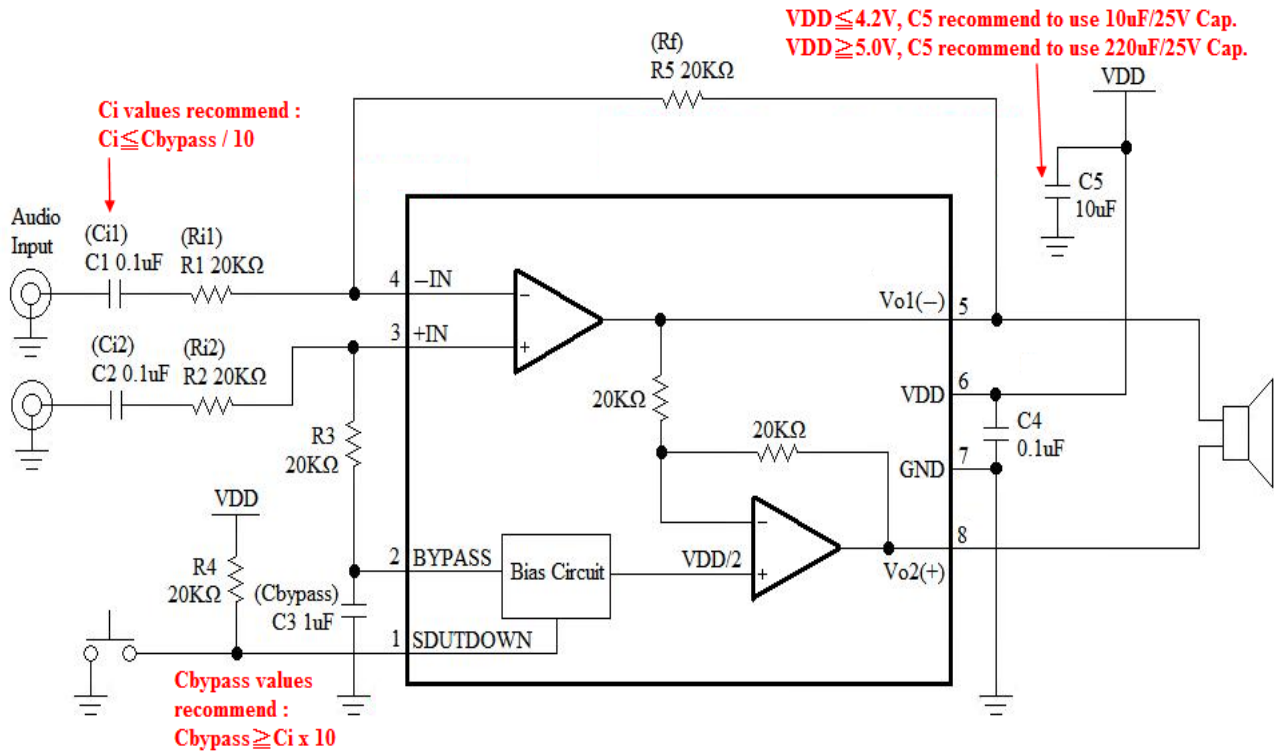 VDD≦4.2V, C5 recommend to use 10uF/25V Cap.
VDD≧5.0V, C5 recommend to use 220uF/25V Cap.
(Rf)
R5 20KΩ
VDD
Ci values recommend :
Ci≦Cbypass / 10
C5
10uF
Audio
Input
(Ci1)
C1 0.1uF
(Ri1)
R1 20KΩ
4
–IN
-
Vo1(–)
5
3
+IN
+
(Ci2)
C2 0.1uF
(Ri2)
R2 20KΩ
20KΩ
VDD
6
C4
0.1uF
R3
20KΩ
20KΩ
GND
7
VDD
-
8
R4
20KΩ
2
BYPASS
Bias Circuit
VDD/2
+
Vo2(+)
(Cbypass)
C3 1uF
1
SDUTDOWN
Cbypass values
recommend :
Cbypass≧Ci x 10